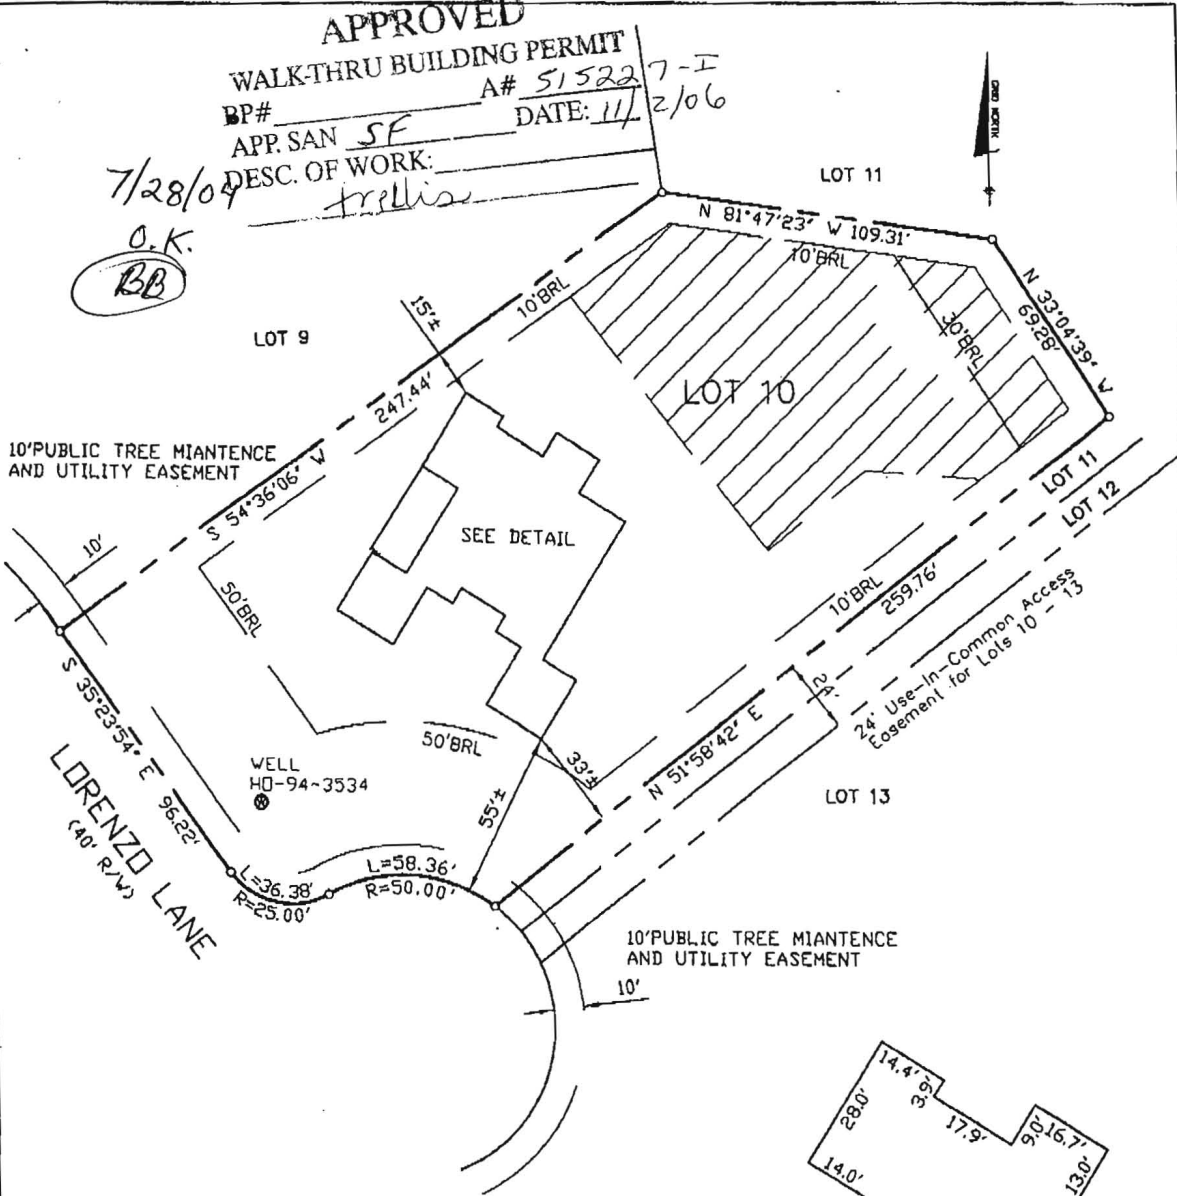 APPROVED
WALK-THRU BUILDING PERMIT
BP# A# 515227-I
APP. SAN SF DATE: 11/2/06
DESC. OF WORK:
trellis
7/28/04
O.K.
BB
GRID NORTH
LOT 11
N 81°47'23" W 109.31'
10'BRL
N 33°04'39" W
69.28'
30'BRL
10'BRL
15'±
LOT 9
247.44'
S 54°36'06" W
LOT 10
10'PUBLIC TREE MIANTENCE
AND UTILITY EASEMENT
10'
SEE DETAIL
LOT 11
LOT 12
10'BRL
259.76'
24' Use-In-Common Access
Easement for Lots 10 - 13
24'
50'BRL
S 35°23'54" E 96.22'
50'BRL
N 51°58'42" E
33'±
55'±
WELL
HO-94-3534
LOT 13
LORENZO LANE
(40' R/W)
L=36.38'
R=25.00'
L=58.36'
R=50.00'
10'PUBLIC TREE MIANTENCE
AND UTILITY EASEMENT
10'
14.4'
3.9'
28.0'
17.9'
9.0'
16.7'
13.0'
14.0'